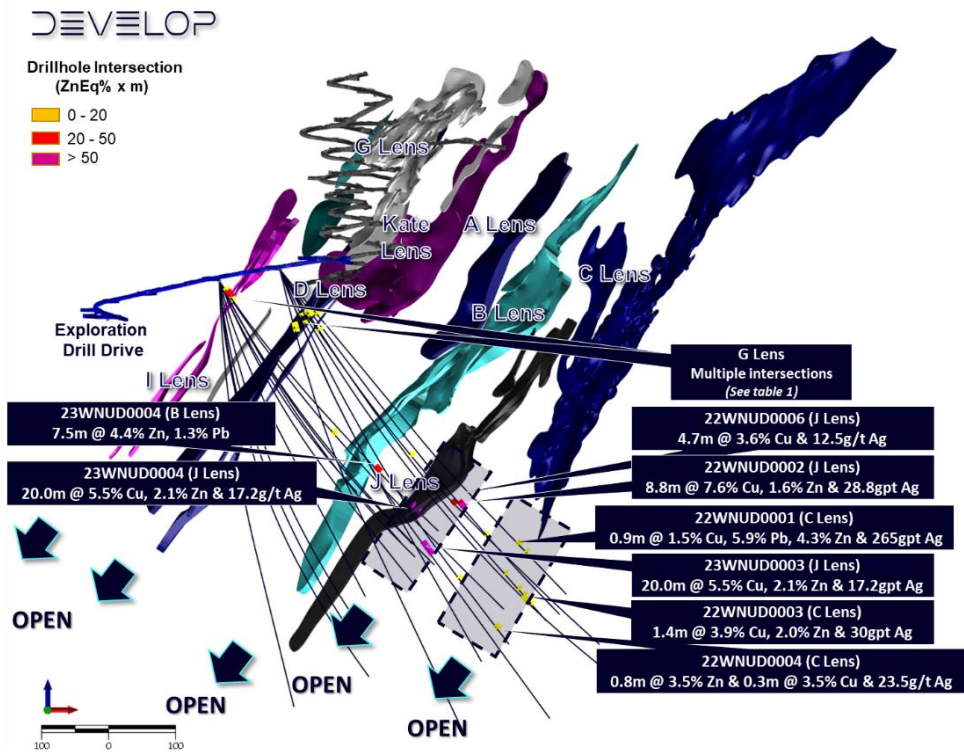 DEVELOP
Drillhole Intersection
(ZnEq% x m)
0 - 20
20 - 50
> 50
G Lens
Kate
Lens
A Lens
C Lens
D Lens
B Lens
Exploration
Drill Drive
I Lens
G Lens
Multiple intersections
(See table 1)
23WNUD0004 (B Lens)
7.5m @ 4.4% Zn, 1.3% Pb
22WNUD0006 (J Lens)
4.7m @ 3.6% Cu & 12.5g/t Ag
23WNUD0004 (J Lens)
20.0m @ 5.5% Cu, 2.1% Zn & 17.2g/t Ag
J Lens
22WNUD0002 (J Lens)
8.8m @ 7.6% Cu, 1.6% Zn & 28.8gpt Ag
22WNUD0001 (C Lens)
0.9m @ 1.5% Cu, 5.9% Pb, 4.3% Zn & 265gpt Ag
23WNUD0003 (J Lens)
20.0m @ 5.5% Cu, 2.1% Zn & 17.2gpt Ag
22WNUD0003 (C Lens)
1.4m @ 3.9% Cu, 2.0% Zn & 30gpt Ag
22WNUD0004 (C Lens)
0.8m @ 3.5% Zn & 0.3m @ 3.5% Cu & 23.5g/t Ag
OPEN
OPEN
OPEN
OPEN
100 0 100